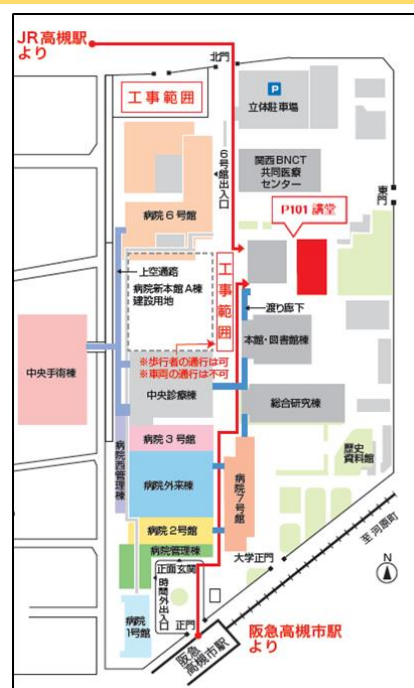 JR高槻駅
より
北門
工事範囲
P
立体駐車場
6号館出入口
関西BNCT
共同医療
センター
東門
P101 講堂
病院6号館
上空通路
病院新本館A棟
建設用地
工事範囲
渡り廊下
※歩行者の通行は可
※車両の通行は不可
本館・図書館棟
中央手術棟
中央診療棟
総合研究棟
病院西管理棟
病院3号館
歴史
資料館
病院外来棟
病院7号館
病院2号館
至 河原町
病院管理棟
大学正門
正面玄関
N
時間外出入口
正門
病院
1号館
阪急
高槻市駅
阪急高槻市駅
より